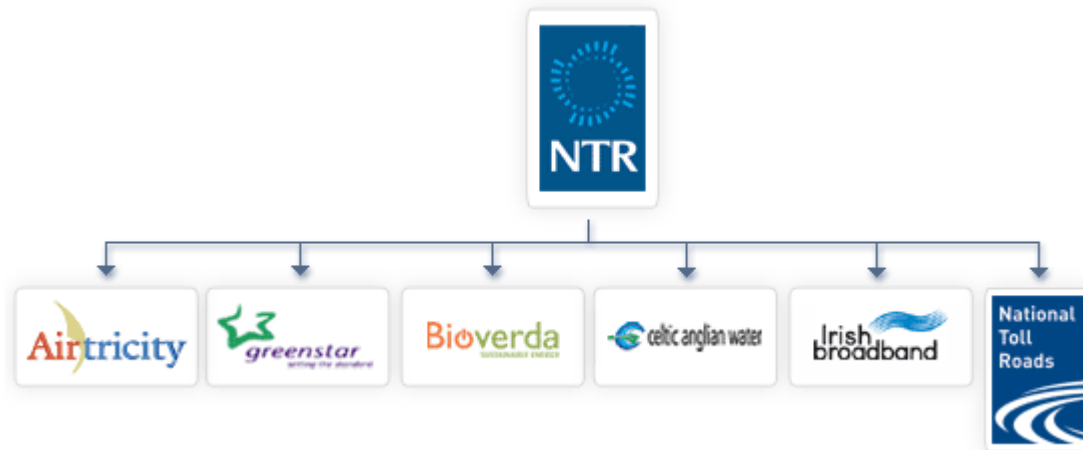 NTR
Airtricity
greenstar
setting the standard
Bioverda
SUSTAINABLE ENERGY
celtic anglian water
Irish
broadband
National
Toll
Roads